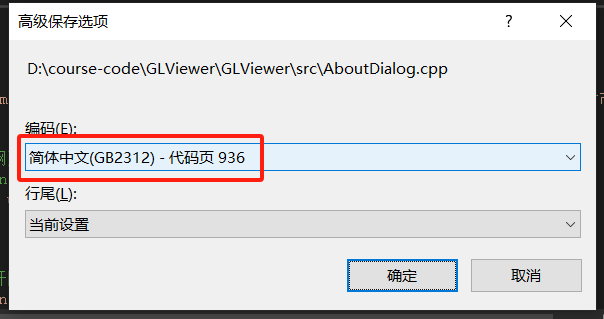 高级保存选项
D:\course-code\GLViewer\GLViewer\src\AboutDialog.cpp
编码(E):
简体中文(GB2312) - 代码页 936
行尾(L):
当前设置
确定
取消